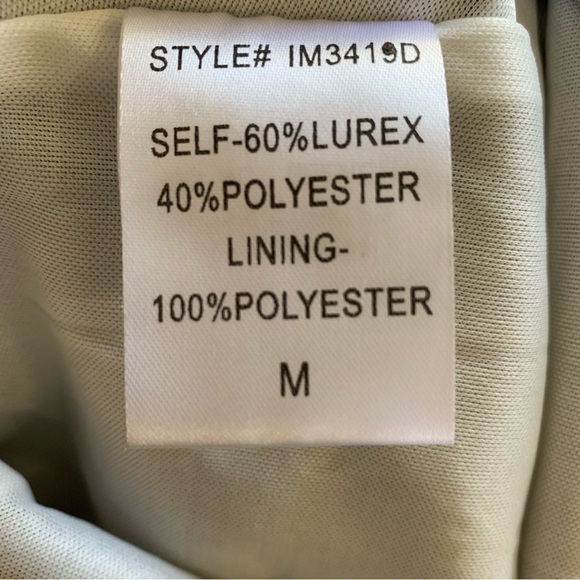 STYLE# IM3419D
SELF-60%LUREX
40%POLYESTER
LINING-
100%POLYESTER
M